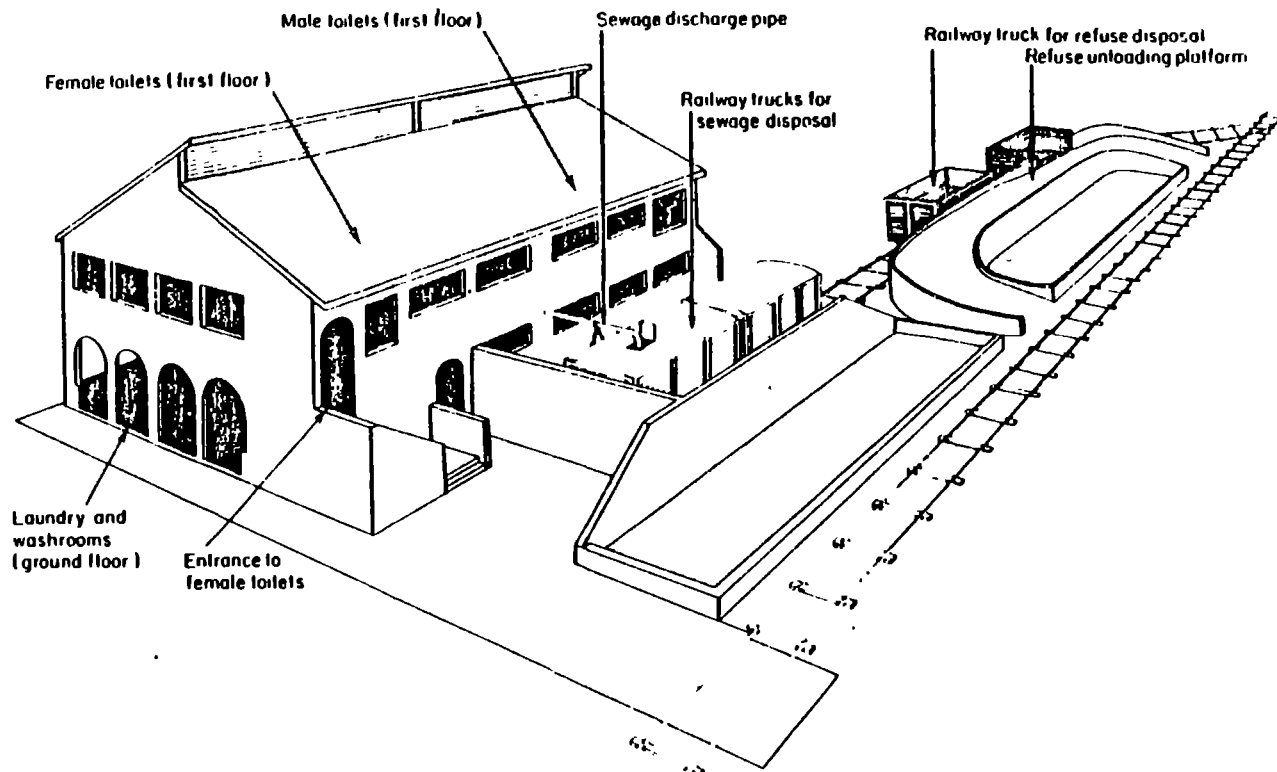 Male toilets (first floor)
Sewage discharge pipe
Railway truck for refuse disposal
Refuse unloading platform
Female toilets (first floor)
Railway trucks for
sewage disposal
Laundry and
washrooms
(ground floor)
Entrance to
female toilets